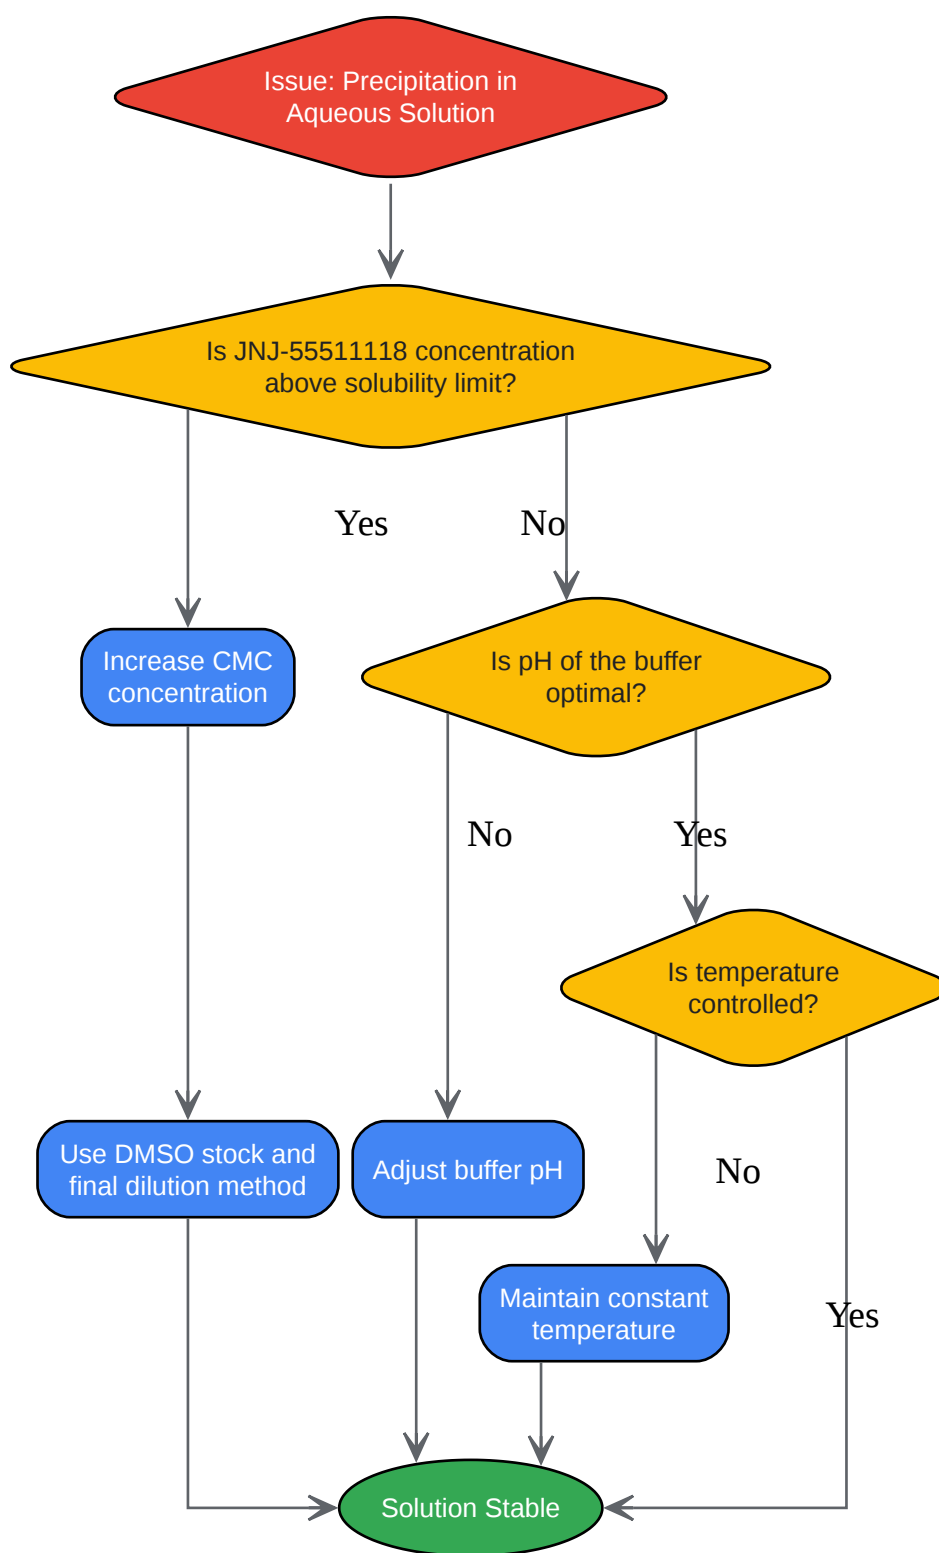 Issue: Precipitation in
Aqueous Solution
Is JNJ-55511118 concentration
above solubility limit?
Yes
No
Increase CMC
concentration
Is pH of the buffer
optimal?
No
Yes
Is temperature
controlled?
Use DMSO stock and
final dilution method
Adjust buffer pH
No
Maintain constant
temperature
Yes
Solution Stable